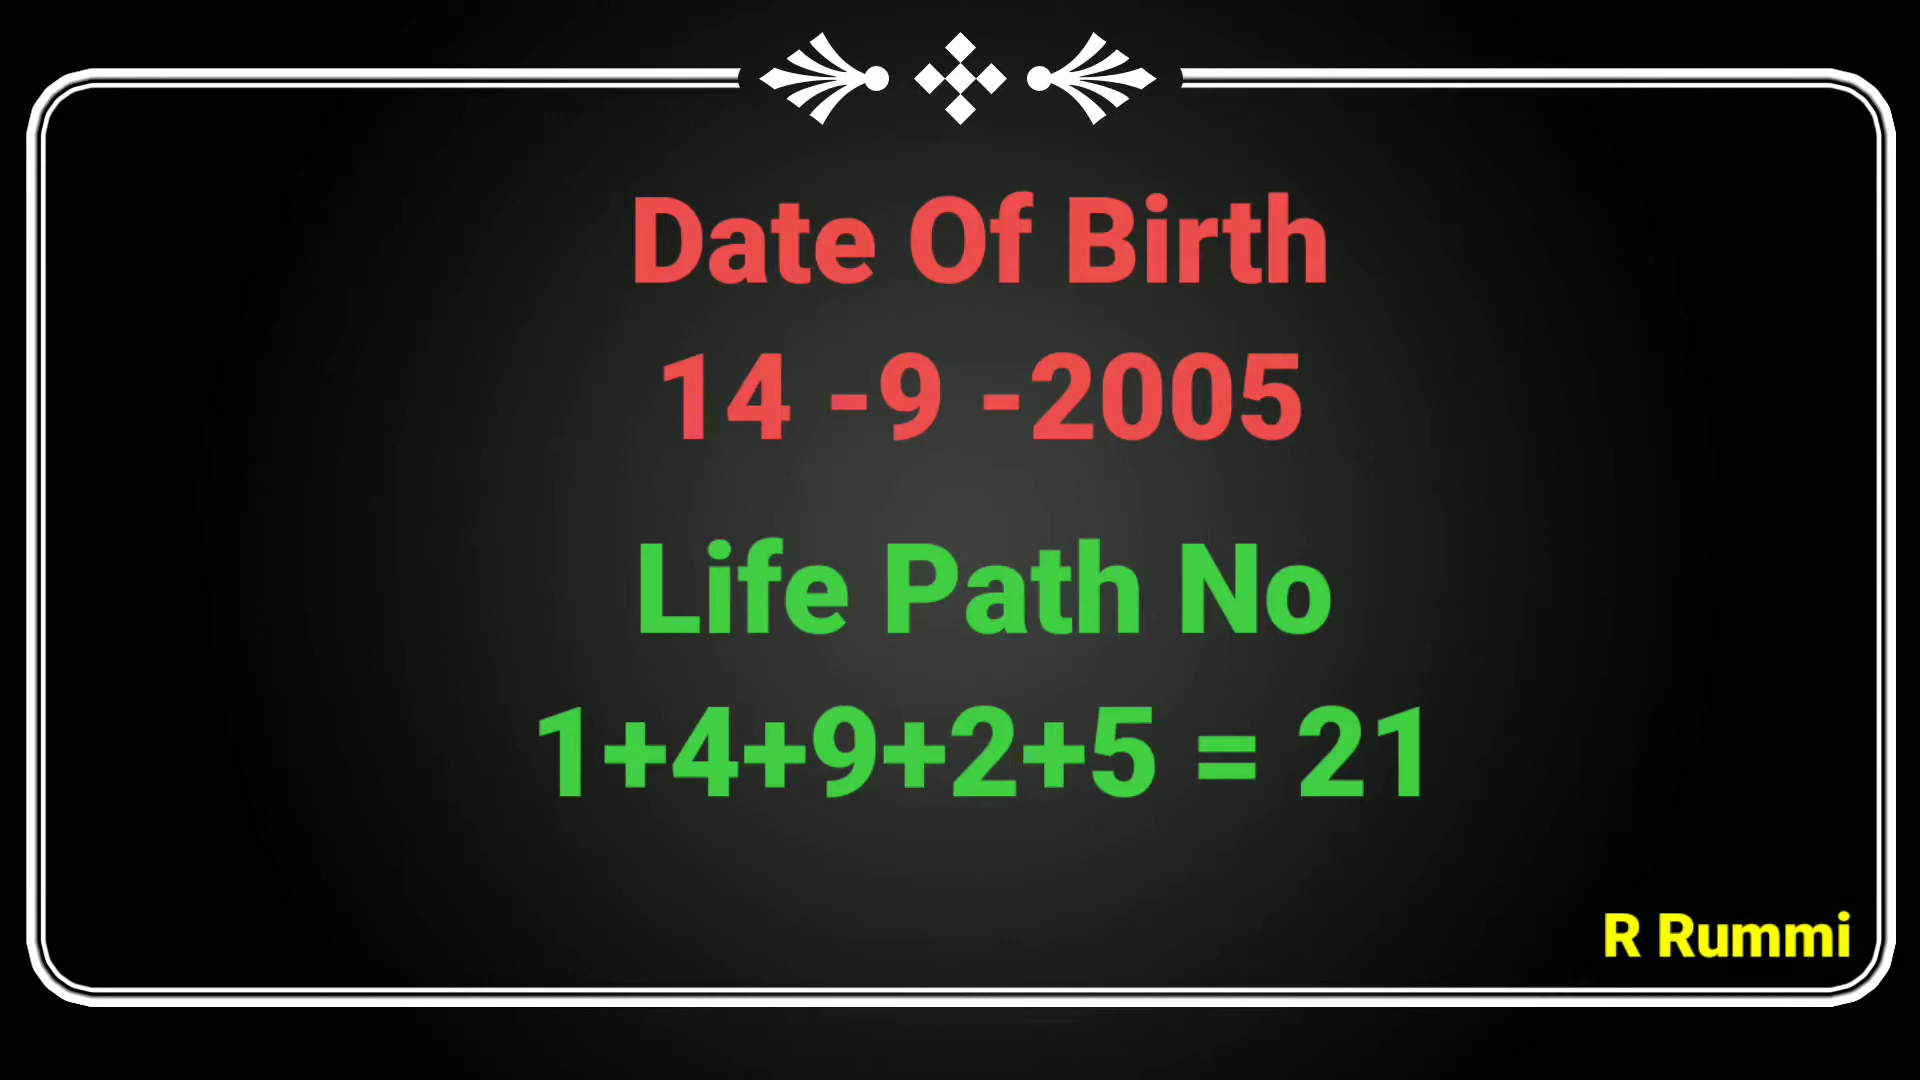 Date Of Birth
14 -9 -2005
Life Path No
1+4+9+2+5 = 21
R Rummi